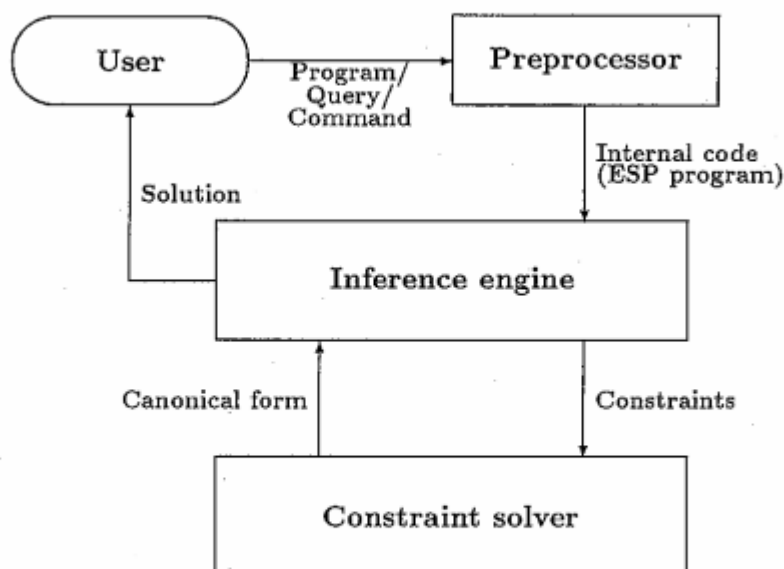 User
Preprocessor
Program/
Query/
Command
Internal code
(ESP program)
Solution
Inference engine
Canonical form
Constraints
Constraint solver